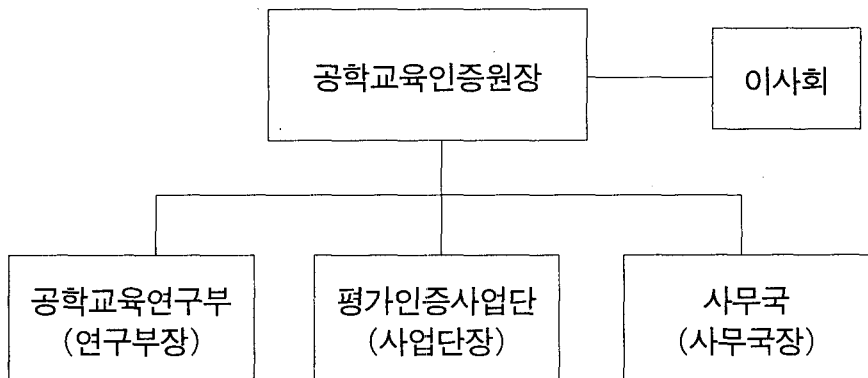 공학교육인증원장
이사회
공학교육연구부
(연구부장)
평가인증사업단
(사업단장)
사무국
(사무국장)